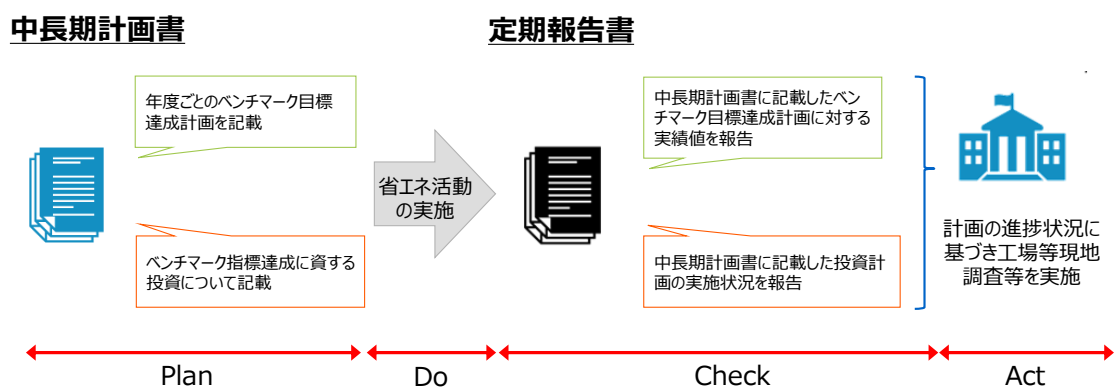 中長期計画書
定期報告書
年度ごとのベンチマーク目標
達成計画を記載
ベンチマーク指標達成に資する
投資について記載
省エネ活動
の実施
中長期計画書に記載したベン
チマーク目標達成計画に対する
実績値を報告
中長期計画書に記載した投資計
画の実施状況を報告
計画の進捗状況に
基づき工場等現地
調査等を実施
Plan
Do
Check
Act